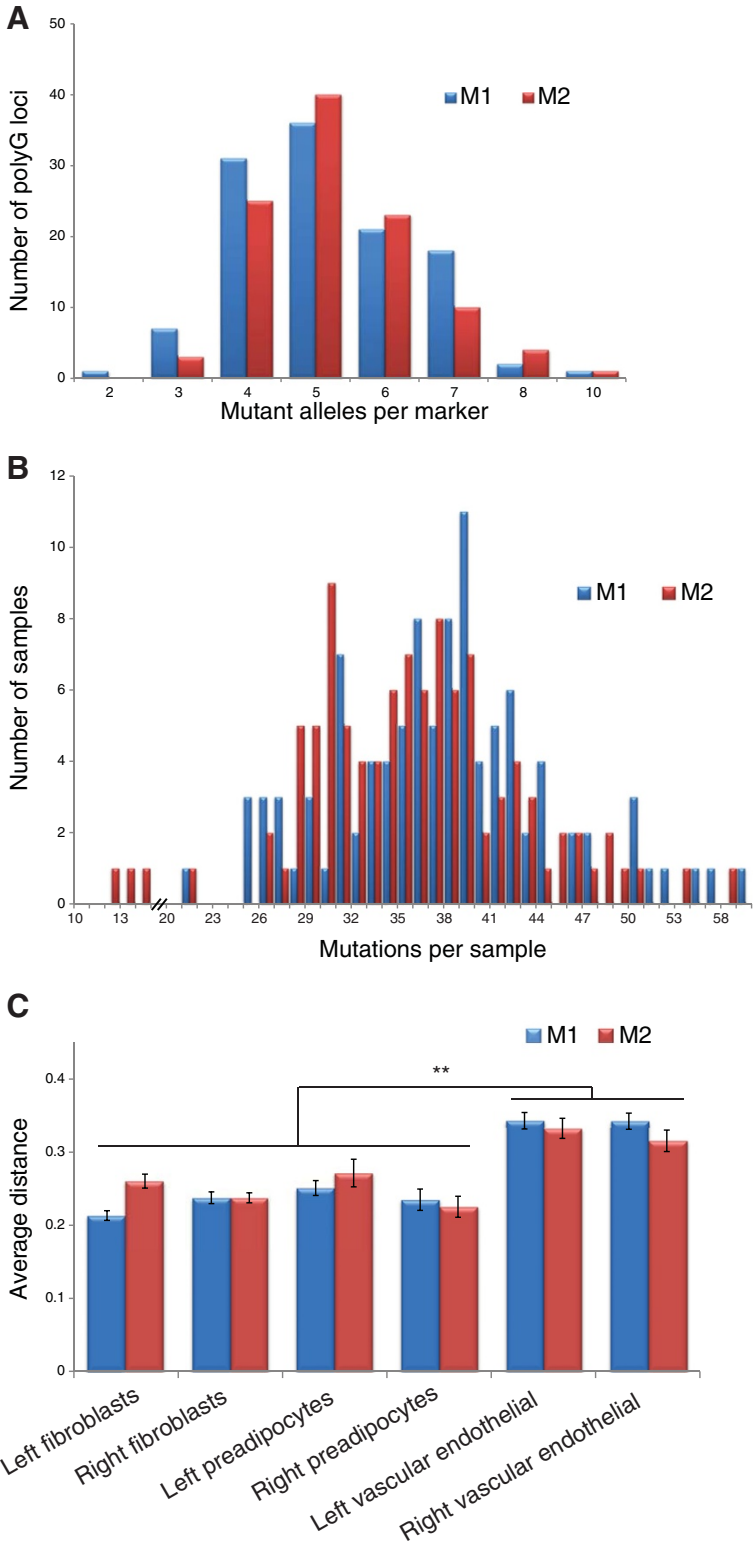 A
Number of polyG loci
50
40
30
20
10
0
M1 M2
2 3 4 5 6 7 8 10
Mutant alleles per marker
B
Number of samples
12
10
8
6
4
2
0
M1 M2
10 13 20 23 26 29 32 35 38 41 44 47 50 53 58
Mutations per sample
C
M1 M2
Average distance
0.4
0.3
0.2
0.1
0
**
Left fibroblasts
Right fibroblasts
Left preadipocytes
Right preadipocytes
Left vascular endothelial
Right vascular endothelial